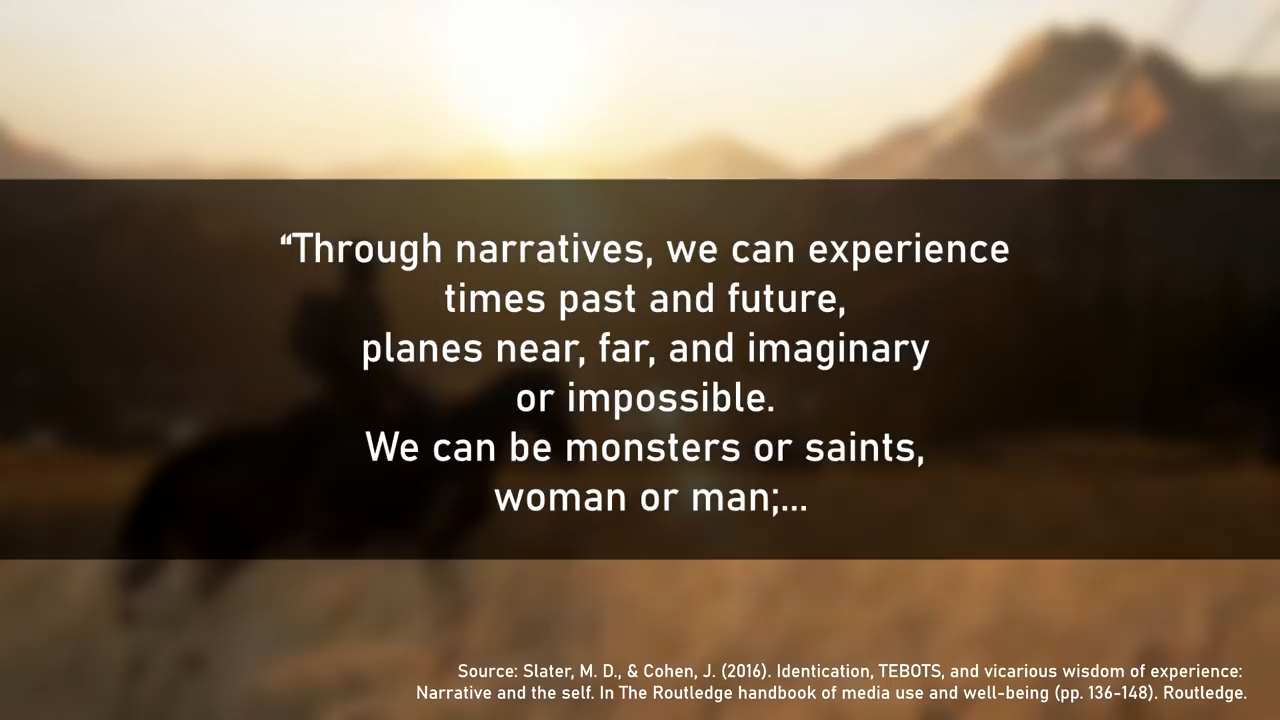 “Through narratives, we can experience
times past and future,
planes near, far, and imaginary
or impossible.
We can be monsters or saints,
woman or man;...
Source: Slater, M. D., & Cohen, J. (2016). Identication, TEBOTS, and vicarious wisdom of experience:
Narrative and the self. In The Routledge handbook of media use and well-being (pp. 136-148). Routledge.